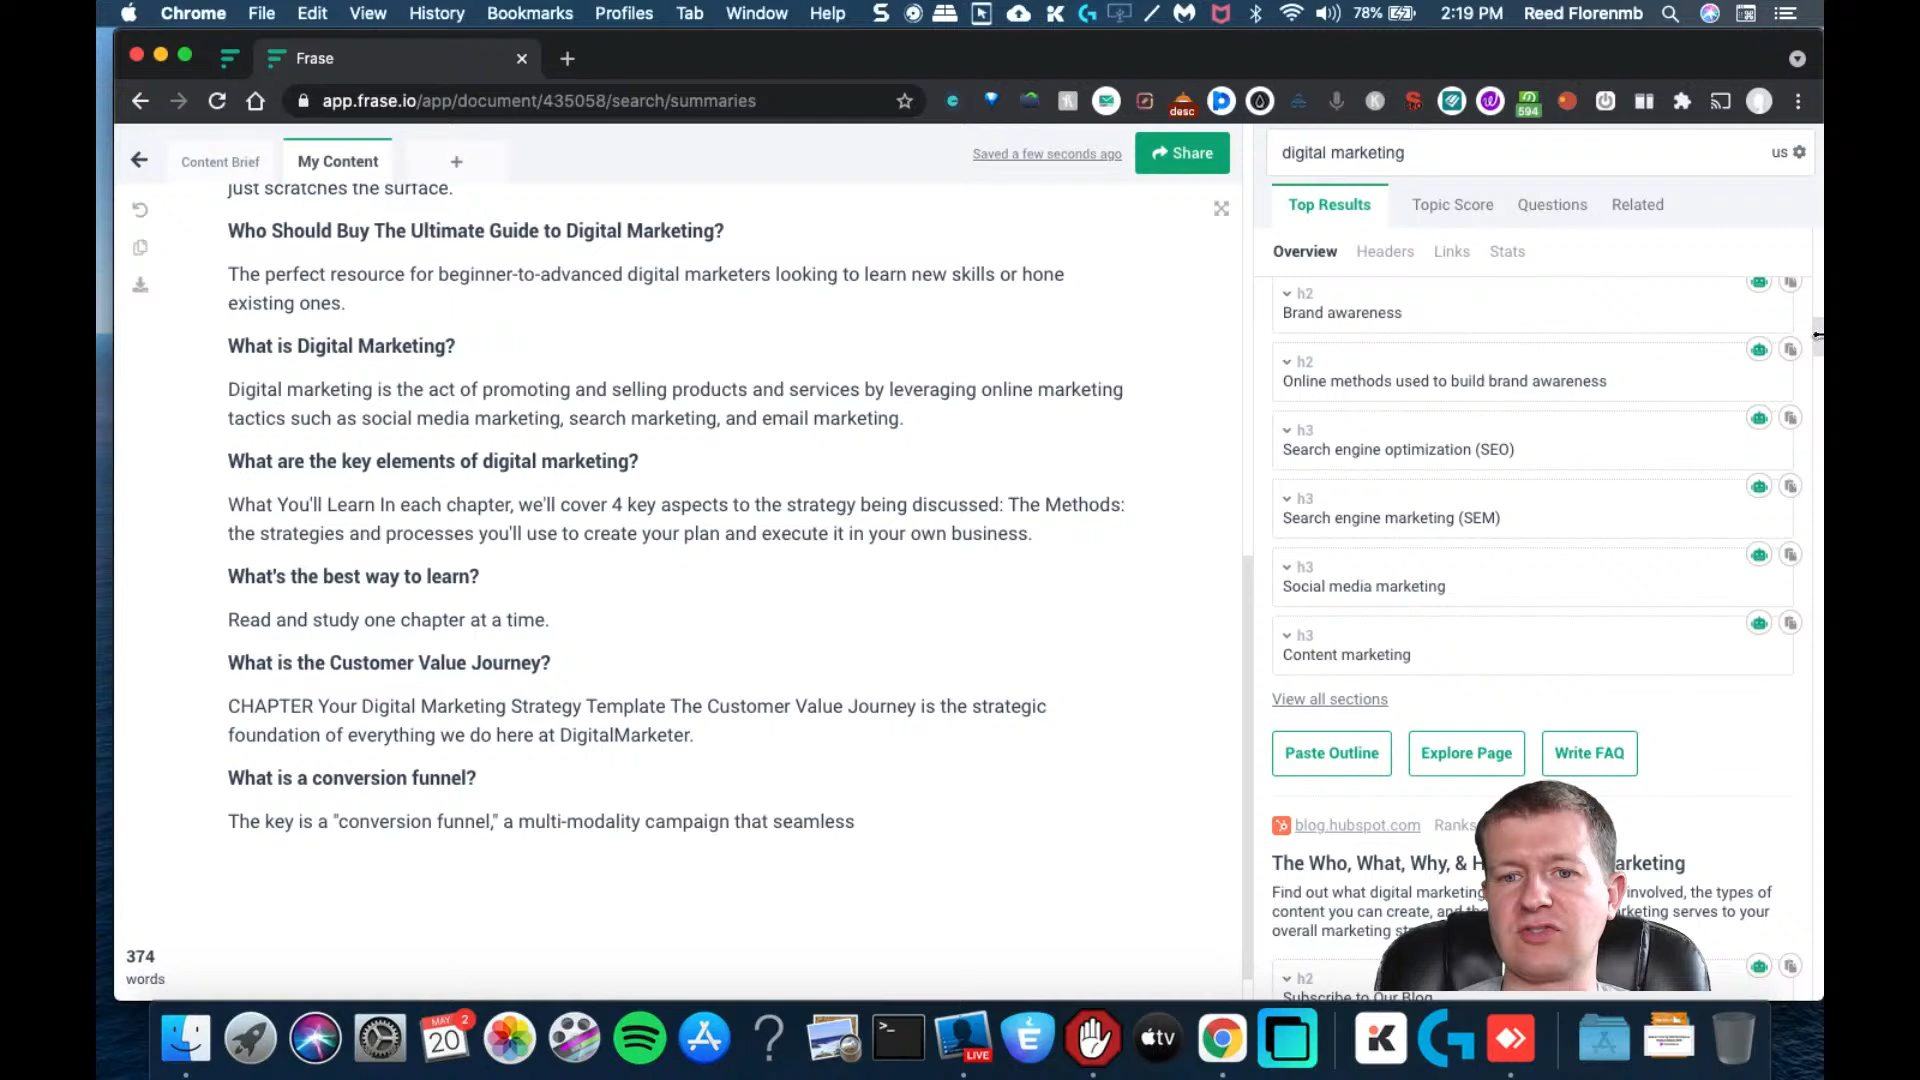 Chrome File Edit View History Bookmarks Profiles Tab Window Help 78% 2:19 PM Reed Florenmb
Frase
app.frase.io/app/document/435058/search/summaries
desc
594
Content Brief My Content
Saved a few seconds ago
Share
digital marketing
us
Top Results Topic Score Questions Related
Overview Headers Links Stats
just scratches the surface.
Who Should Buy The Ultimate Guide to Digital Marketing?
The perfect resource for beginner-to-advanced digital marketers looking to learn new skills or hone
existing ones.
What is Digital Marketing?
Digital marketing is the act of promoting and selling products and services by leveraging online marketing
tactics such as social media marketing, search marketing, and email marketing.
What are the key elements of digital marketing?
What You'll Learn In each chapter, we'll cover 4 key aspects to the strategy being discussed: The Methods:
the strategies and processes you'll use to create your plan and execute it in your own business.
What's the best way to learn?
Read and study one chapter at a time.
What is the Customer Value Journey?
CHAPTER Your Digital Marketing Strategy Template The Customer Value Journey is the strategic
foundation of everything we do here at DigitalMarketer.
What is a conversion funnel?
The key is a "conversion funnel," a multi-modality campaign that seamless
374
words
h2
Brand awareness
h2
Online methods used to build brand awareness
h3
Search engine optimization (SEO)
h3
Search engine marketing (SEM)
h3
Social media marketing
h3
Content marketing
View all sections
Paste Outline Explore Page Write FAQ
blog.hubspot.com Ranks
The Who, What, Why, & H arketing
Find out what digital marketing involved, the types of
content you can create, and rketing serves to your
overall marketing
h2
Subscribe to Our Blog
MAY
2
20
LIVE
tv